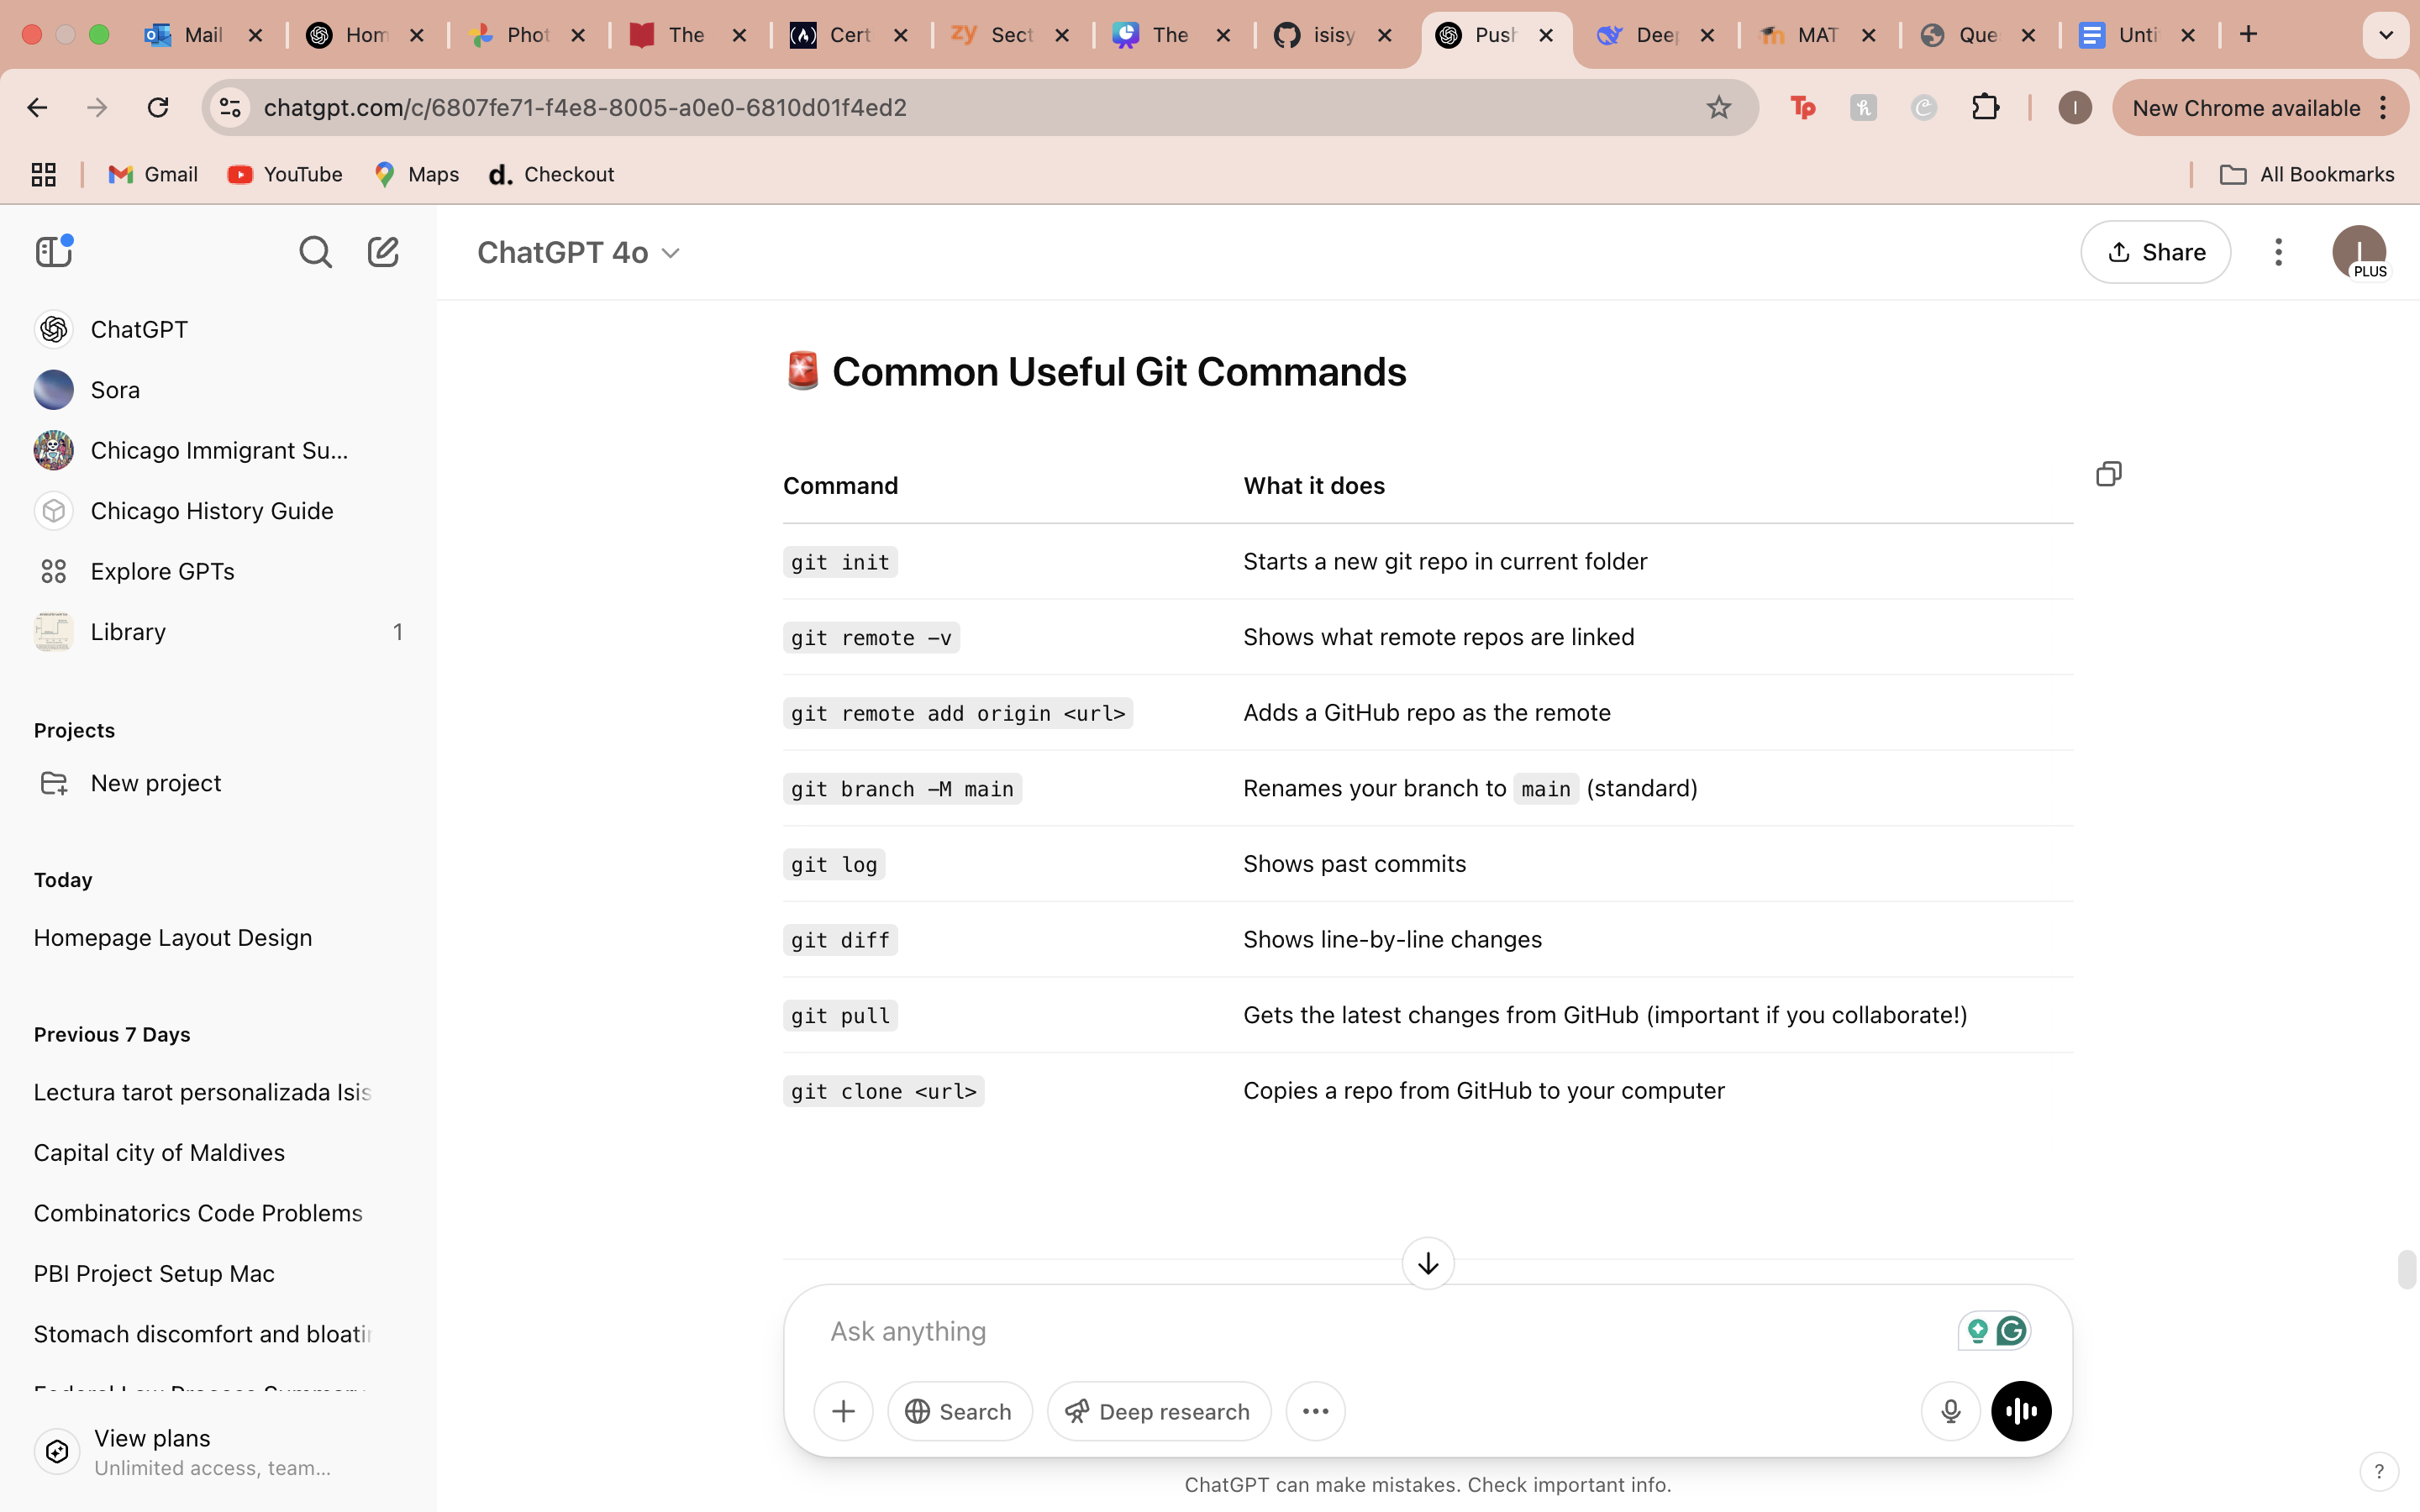 Mail
Hom
Phot
The
Cert
zy Sect
The
isisy
Push
Deep
MAT
Que
Unti
chatgpt.com/c/6807fe71-f4e8-8005-a0e0-6810d01f4ed2
Tp
I
New Chrome available
Gmail
YouTube
Maps
d. Checkout
All Bookmarks
ChatGPT
Sora
Chicago Immigrant Su...
Chicago History Guide
Explore GPTs
Library 1
Projects
New project
Today
Homepage Layout Design
Previous 7 Days
Lectura tarot personalizada Isis
Capital city of Maldives
Combinatorics Code Problems
PBI Project Setup Mac
Stomach discomfort and bloatin
Federal Law Process Summary
View plans
Unlimited access, team...
ChatGPT 4o
Share
I
PLUS
🚨 Common Useful Git Commands
Command What it does
git init Starts a new git repo in current folder
git remote -v Shows what remote repos are linked
git remote add origin <url> Adds a GitHub repo as the remote
git branch -M main Renames your branch to main (standard)
git log Shows past commits
git diff Shows line-by-line changes
git pull Gets the latest changes from GitHub (important if you collaborate!)
git clone <url> Copies a repo from GitHub to your computer
Ask anything
Search
Deep research
ChatGPT can make mistakes. Check important info.
?